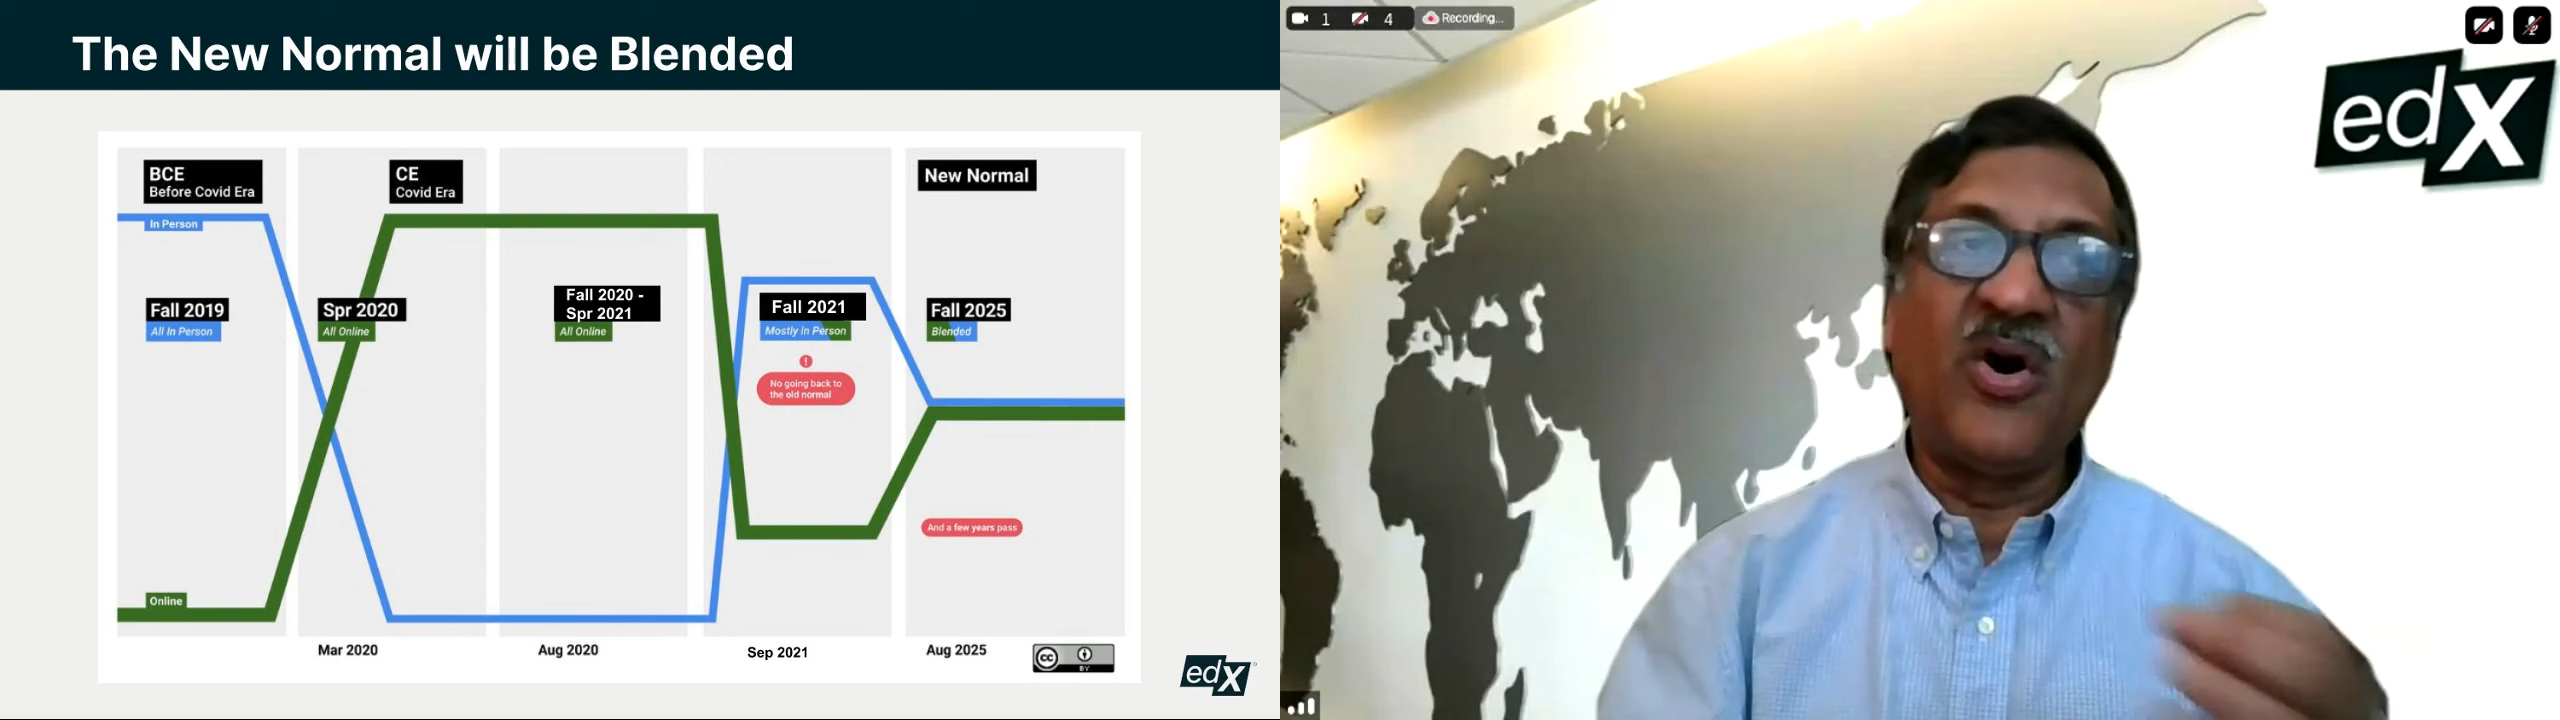 The New Normal will be Blended
BCE
Before Covid Era
CE
Covid Era
New Normal
In Person
Fall 2019
All In Person
Spr 2020
All Online
Fall 2020 -
Spr 2021
All Online
Fall 2021
Mostly in Person
!
No going back to
the old normal
Fall 2025
Blended
And a few years pass
Online
Mar 2020
Aug 2020
Sep 2021
Aug 2025
cc
BY
edX
1 4 Recording...
edX